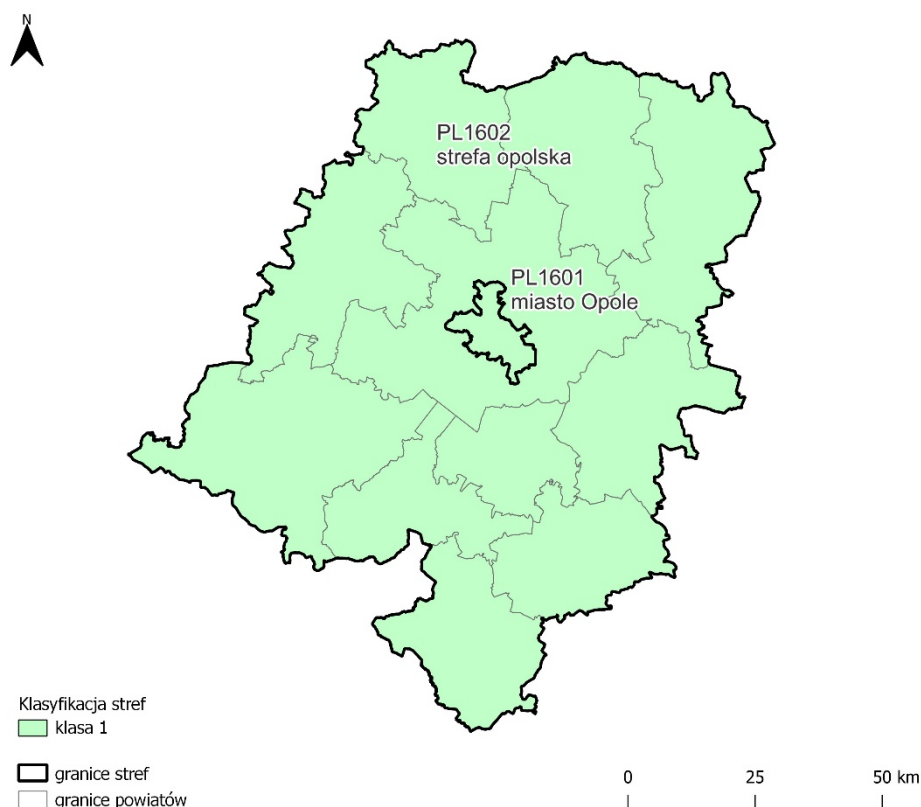 N
PL1602
strefa opolska
PL1601
miasto Opole
Klasyfikacja stref
klasa 1
granice stref
granice powiatów
0 25 50 km